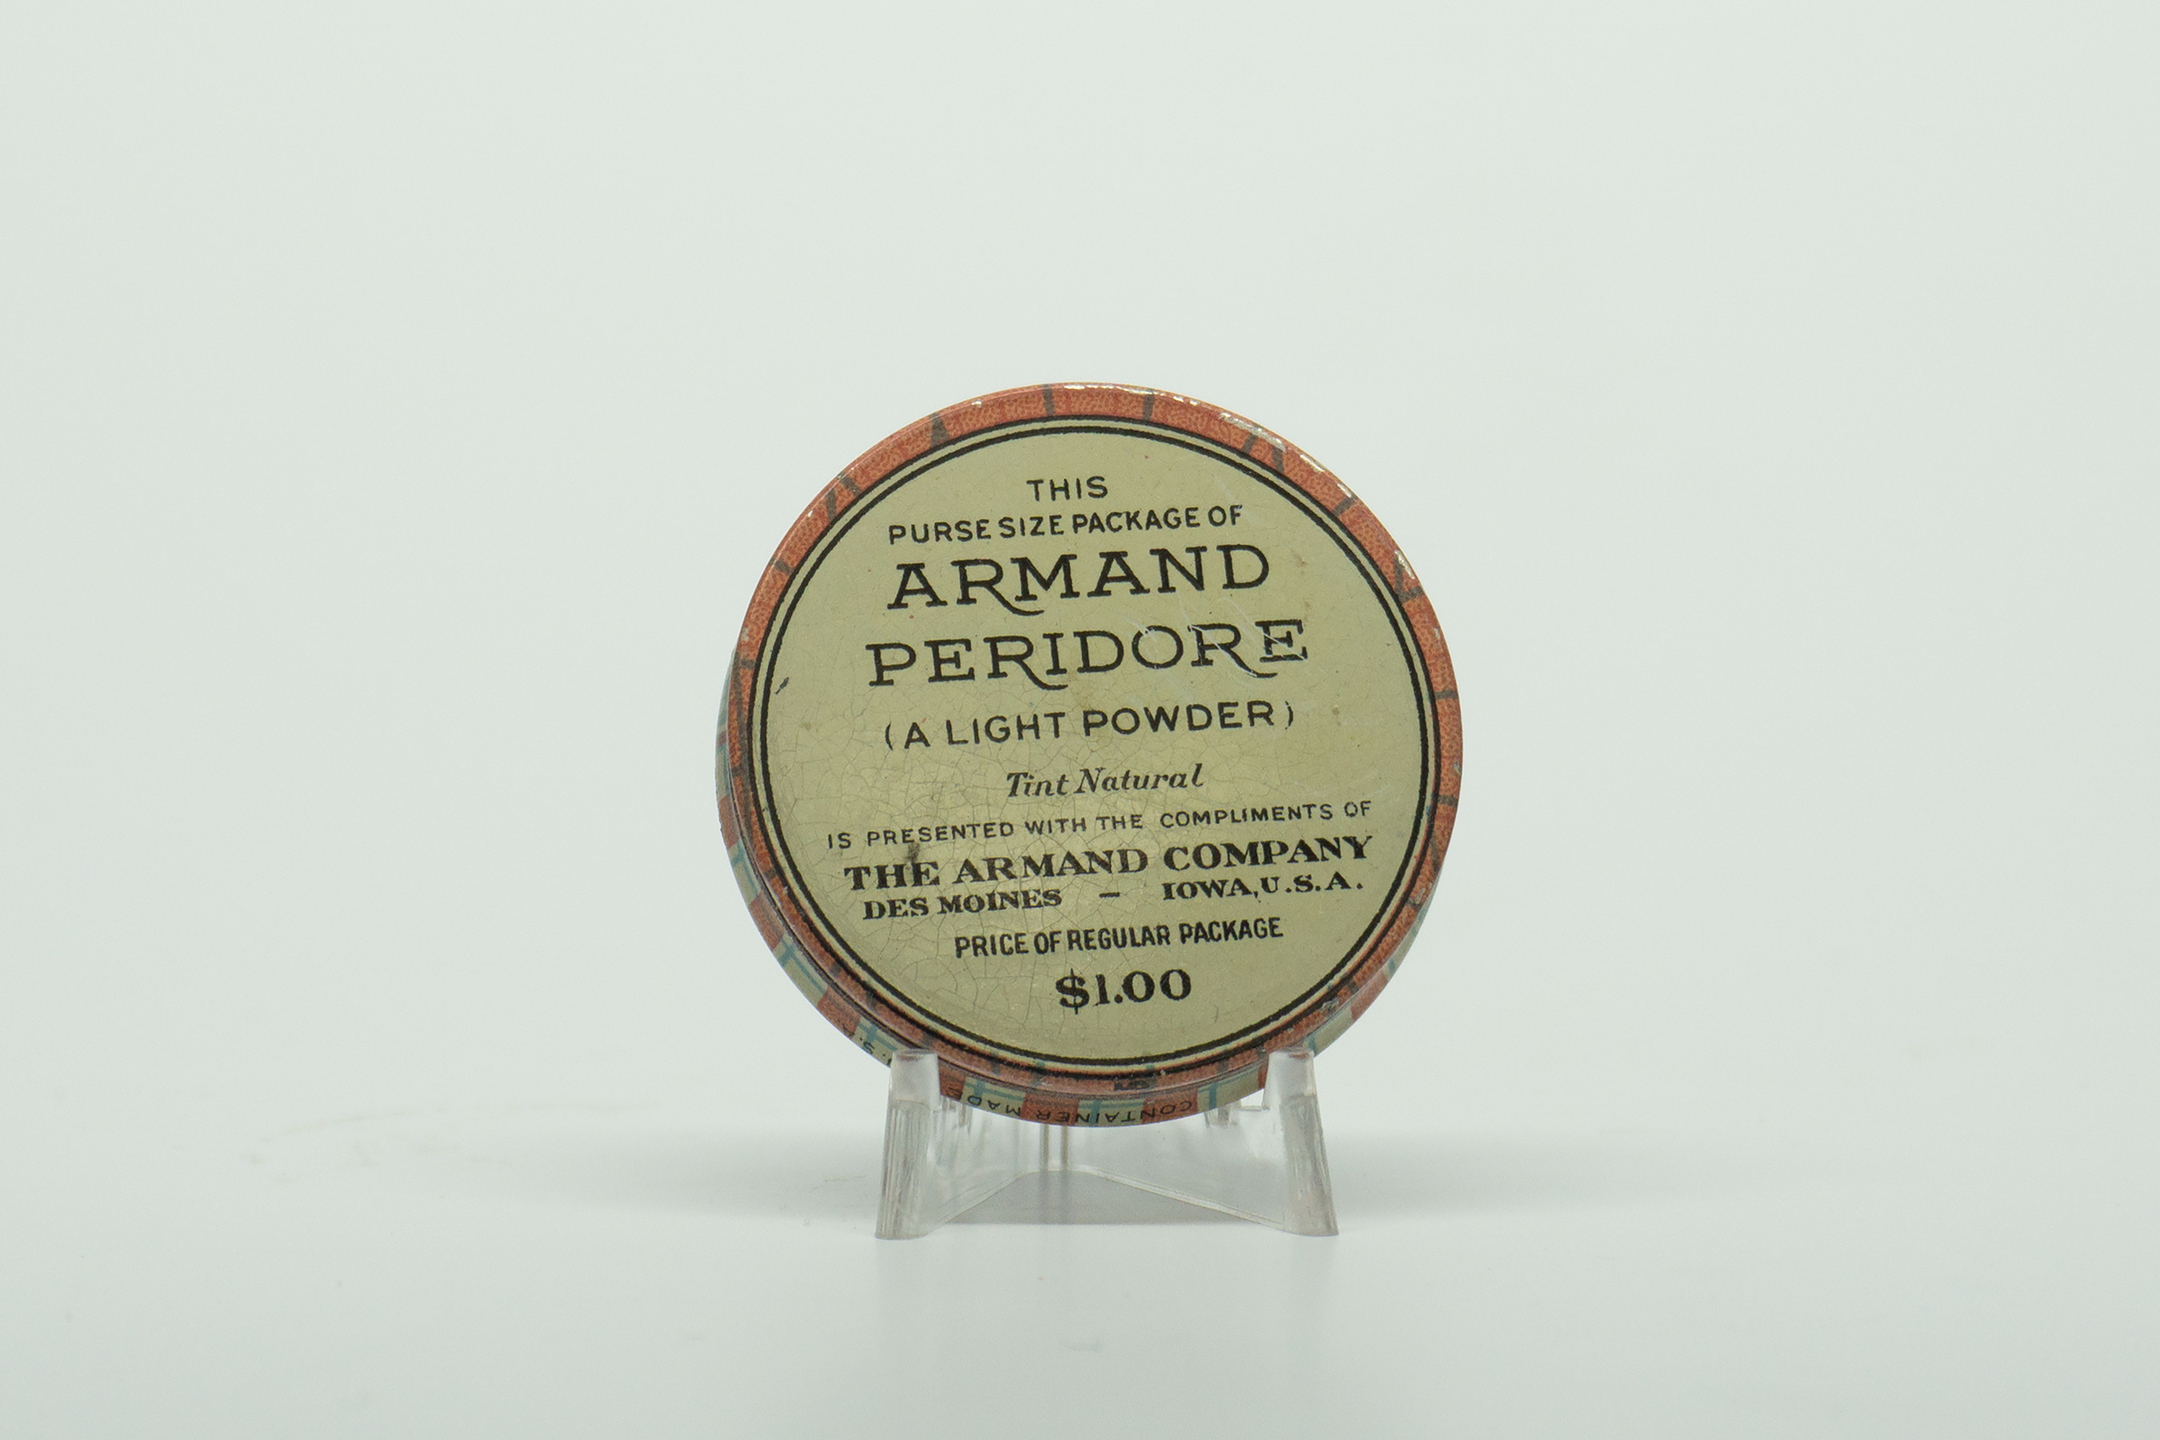 THIS
PURSE SIZE PACKAGE OF
ARMAND
PERIDORE
(A LIGHT POWDER)
Tint Natural
IS PRESENTED WITH THE COMPLIMENTS OF
THE ARMAND COMPANY
DES MOINES — IOWA, U.S.A.
PRICE OF REGULAR PACKAGE
$1.00
CONTAINER MADE